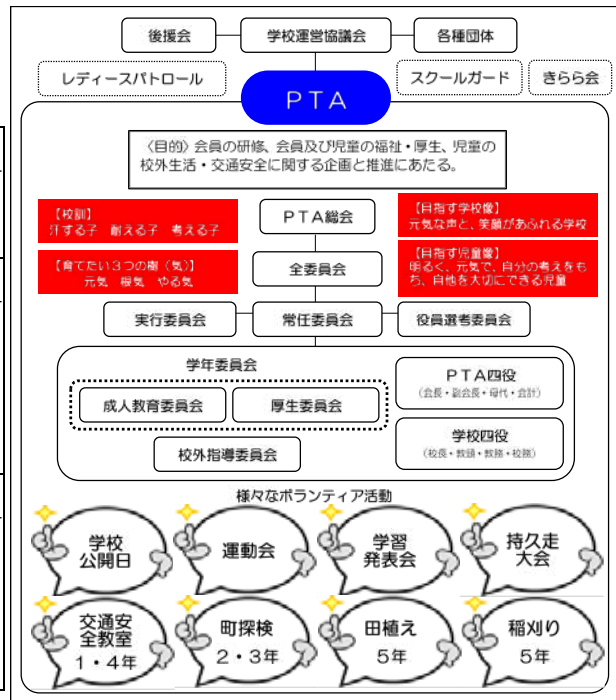 後援会
学校運営協議会
各種団体
レディースパトロール
スクールガード
きらら会
PTA
〈目的〉会員の研修、会員及び児童の福祉・厚生、児童の
校外生活・交通安全に関する企画と推進にあたる。
【校訓】
汗する子 耐える子 考える子
【育てたい3つの樹(気)】
元気 根気 やる気
PTA総会
【目指す学校像】
元気な声と、笑顔があふれる学校
【目指す児童像】
明るく、元気で、自分の考えをも
ち、自他を大切にできる児童
全委員会
実行委員会
常任委員会
役員選考委員会
学年委員会
成人教育委員会
厚生委員会
校外指導委員会
PTA四役
(会長・副会長・母代・会計)
学校四役
(校長・教頭・教務・校務)
様々なボランティア活動
学校
公開日
運動会
学習
発表会
持久走
大会
交通安
全教室
1・4年
町探検
2・3年
田植え
5年
稲刈り
5年